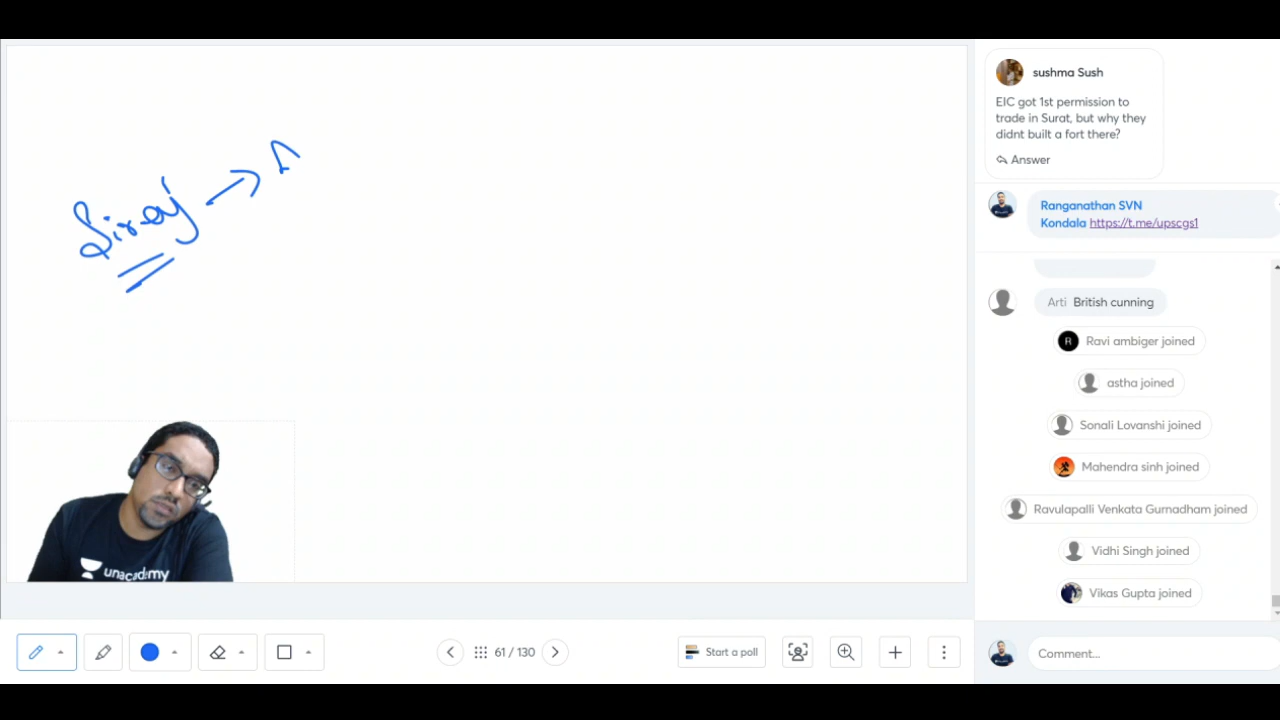 Siraj →
unacademy
sushma Sush
EIC got 1st permission to
trade in Surat, but why they
didnt built a fort there?
Answer
Ranganathan SVN
Kondala https://t.me/upscgs1
Arti British cunning
R Ravi ambiger joined
astha joined
Sonali Lovanshi joined
Mahendra sinh joined
Ravulapalli Venkata Gurnadham joined
Vidhi Singh joined
Vikas Gupta joined
61 / 130
Start a poll
Comment...